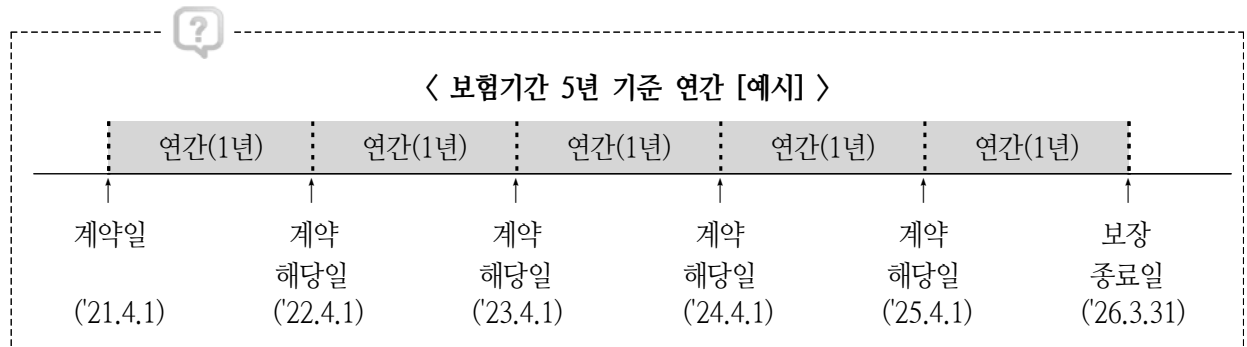 ?
〈 보험기간 5년 기준 연간 [예시] 〉
연간(1년) 연간(1년) 연간(1년) 연간(1년) 연간(1년)
계약일 계약 계약 계약 계약 보장
해당일 해당일 해당일 해당일 종료일
('21.4.1) ('22.4.1) ('23.4.1) ('24.4.1) ('25.4.1) ('26.3.31)